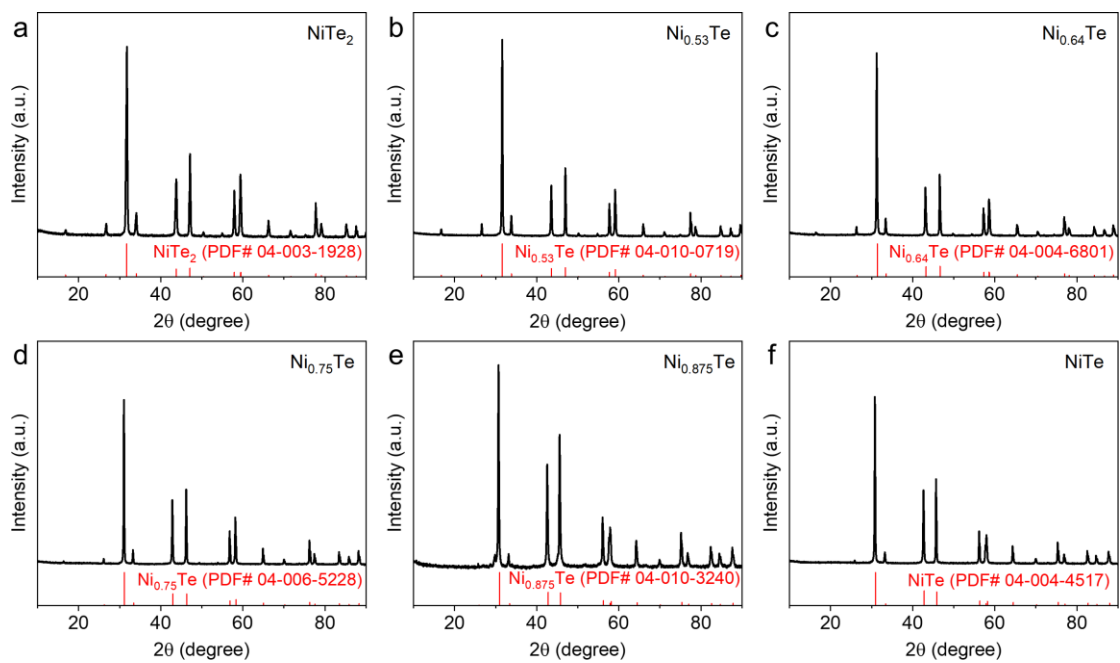 a
NiTe₂
Intensity (a.u.)
NiTe₂ (PDF# 04-003-1928)
20 40 60 80
2θ (degree)
b
Ni₀.₅₃Te
Intensity (a.u.)
Ni₀.₅₃Te (PDF# 04-010-0719)
20 40 60 80
2θ (degree)
c
Ni₀.₆₄Te
Intensity (a.u.)
Ni₀.₆₄Te (PDF# 04-004-6801)
20 40 60 80
2θ (degree)
d
Ni₀.₇₅Te
Intensity (a.u.)
Ni₀.₇₅Te (PDF# 04-006-5228)
20 40 60 80
2θ (degree)
e
Ni₀.₈₇₅Te
Intensity (a.u.)
Ni₀.₈₇₅Te (PDF# 04-010-3240)
20 40 60 80
2θ (degree)
f
NiTe
Intensity (a.u.)
NiTe (PDF# 04-004-4517)
20 40 60 80
2θ (degree)